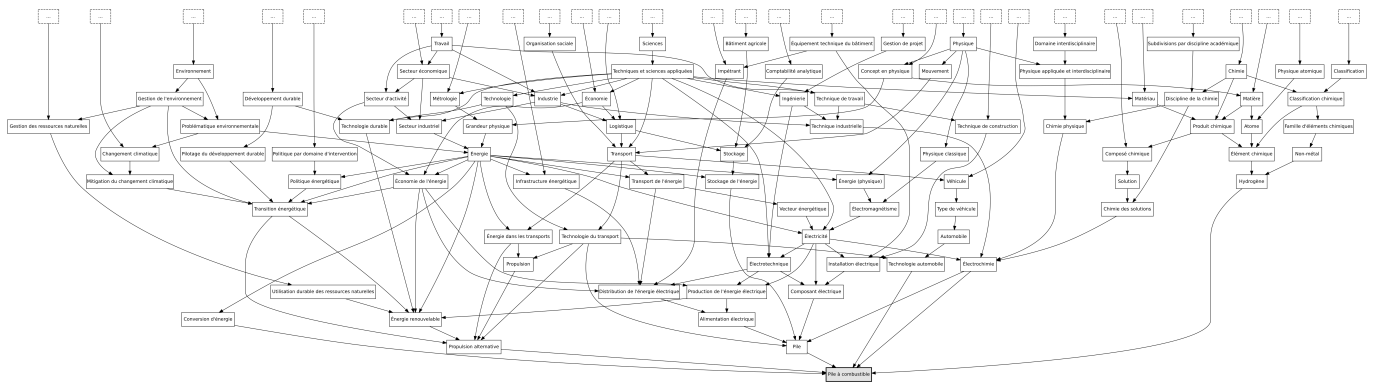 ... ... ... ... ... ... ... ... ... ... ... ... ... ... ... ... ... ... ... ... ... ... ... ... ... ...
Travail Organisation sociale Sciences Bâtiment agricole Équipement technique du bâtiment Gestion de projet Physique Domaine interdisciplinaire Subdivisions par discipline académique
Environnement Secteur économique Techniques et sciences appliquées Impétrant Comptabilité analytique Concept en physique Mouvement Physique appliquée et interdisciplinaire Chimie Physique atomique Classification
Gestion de l'environnement Développement durable Secteur d'activité Métrologie Technologie Industrie Économie Ingénierie Technique de travail Matériau Discipline de la chimie Matière Classification chimique
Gestion des ressources naturelles Problématique environnementale Technologie durable Secteur industriel Grandeur physique Logistique Technique industrielle Technique de construction Chimie physique Produit chimique Atome Famille d'éléments chimiques
Changement climatique Pilotage du développement durable Politique par domaine d'intervention Énergie Transport Stockage Physique classique Composé chimique Élément chimique Non-métal
Mitigation du changement climatique Politique énergétique Économie de l'énergie Infrastructure énergétique Transport de l'énergie Stockage de l'énergie Énergie (physique) Véhicule Solution Hydrogène
Transition énergétique Vecteur énergétique Électromagnétisme Type de véhicule Chimie des solutions
Énergie dans les transports Technologie du transport Électricité Automobile
Propulsion Électrotechnique Installation électrique Technologie automobile Électrochimie
Utilisation durable des ressources naturelles Distribution de l'énergie électrique Production de l'énergie électrique Composant électrique
Conversion d'énergie Énergie renouvelable Alimentation électrique
Propulsion alternative Pile
Pile à combustible